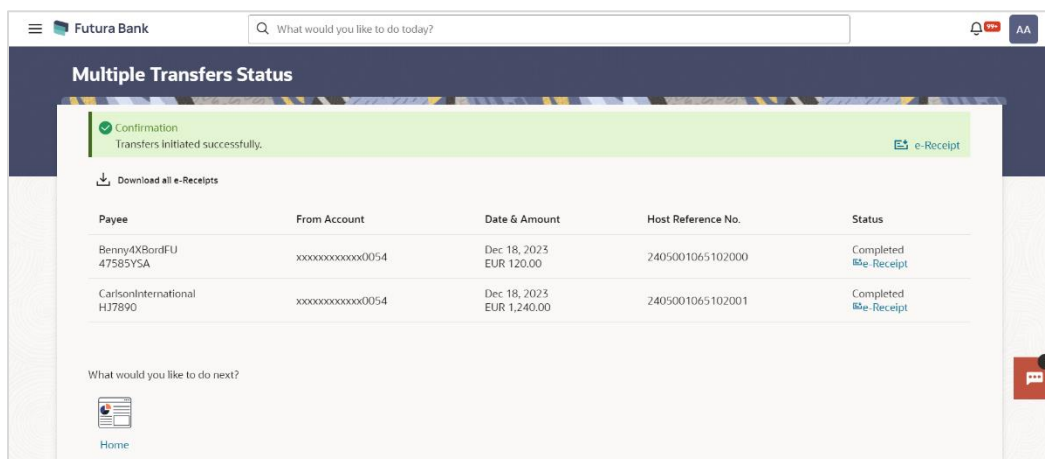 Futura Bank
What would you like to do today?
99+
AA
Multiple Transfers Status
Confirmation
Transfers initiated successfully.
e-Receipt
Download all e-Receipts
Payee From Account Date & Amount Host Reference No. Status
Benny4XBordFU xxxxxxxxxxxx0054 Dec 18, 2023 2405001065102000 Completed
47585YSA EUR 120.00 e-Receipt
CarlsonInternational xxxxxxxxxxxx0054 Dec 18, 2023 2405001065102001 Completed
HJ7890 EUR 1,240.00 e-Receipt
What would you like to do next?
Home